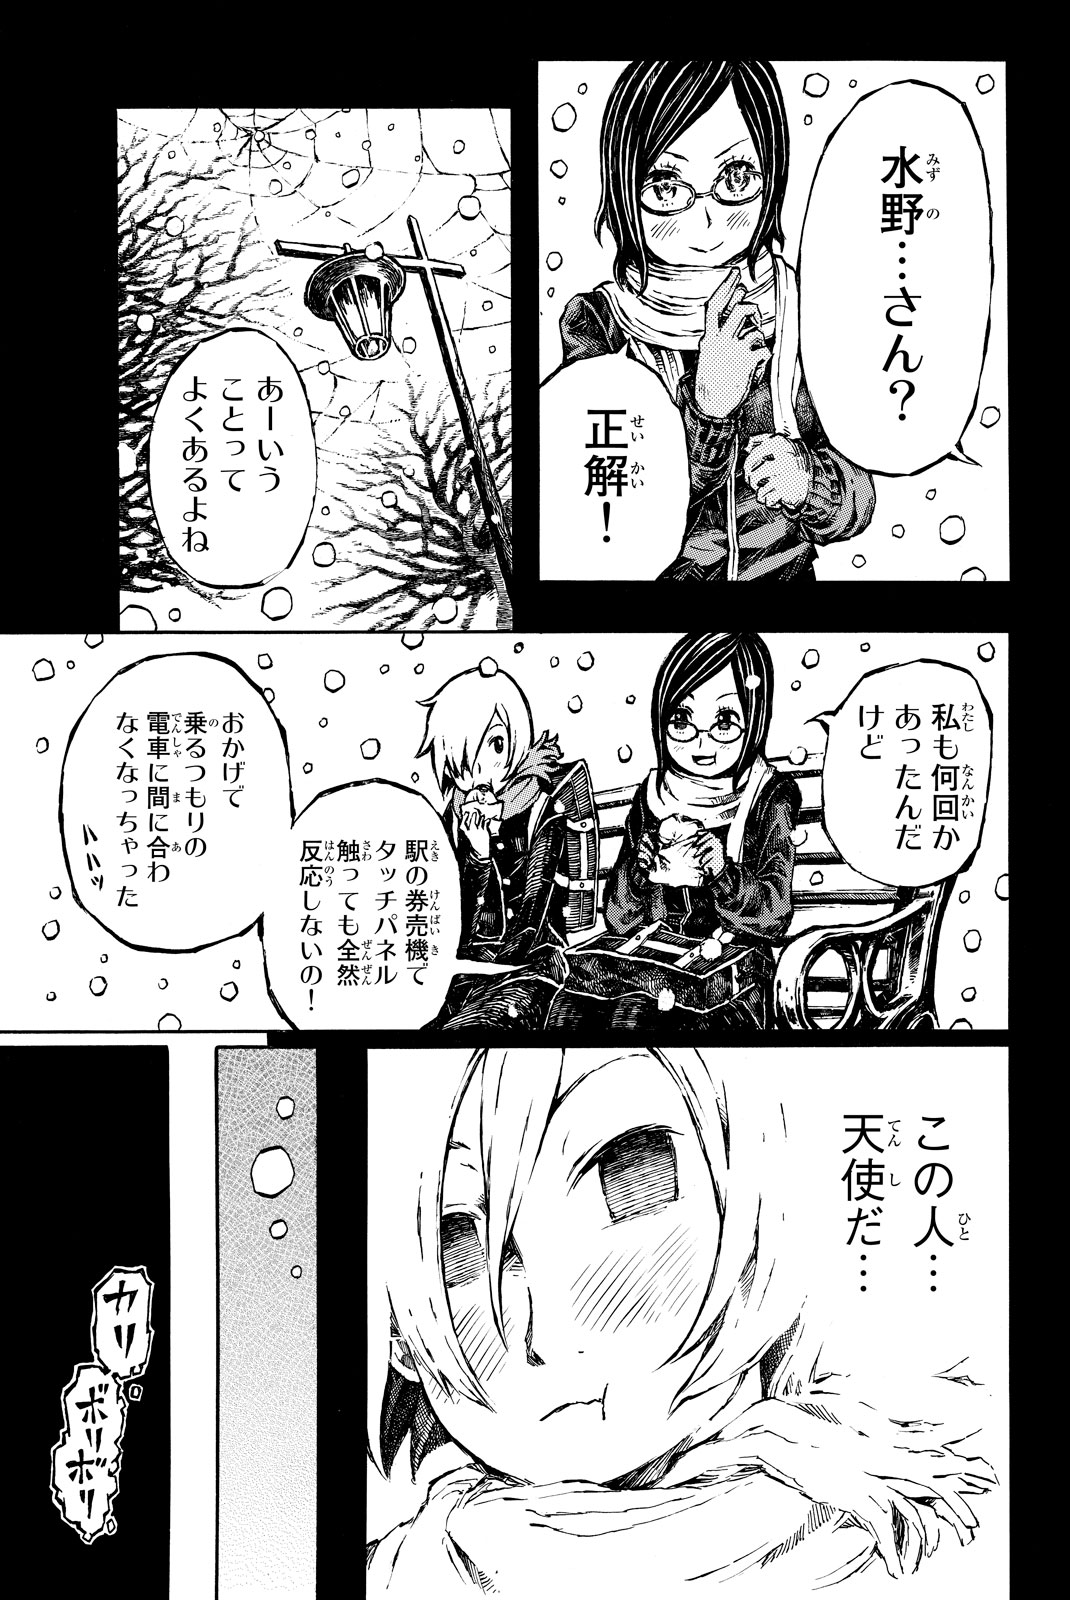 水野…さん?
正解!
あーいう
ことって
よくあるよね
私も何回か
あったんだ
けど
駅の券売機で
タッチパネル
触っても全然
反応しないの!
おかげで
乗るつもりの
電車に間に合わ
なくなっちゃった
ハハッ
この人…
天使だ…
カリ
ボリボリ